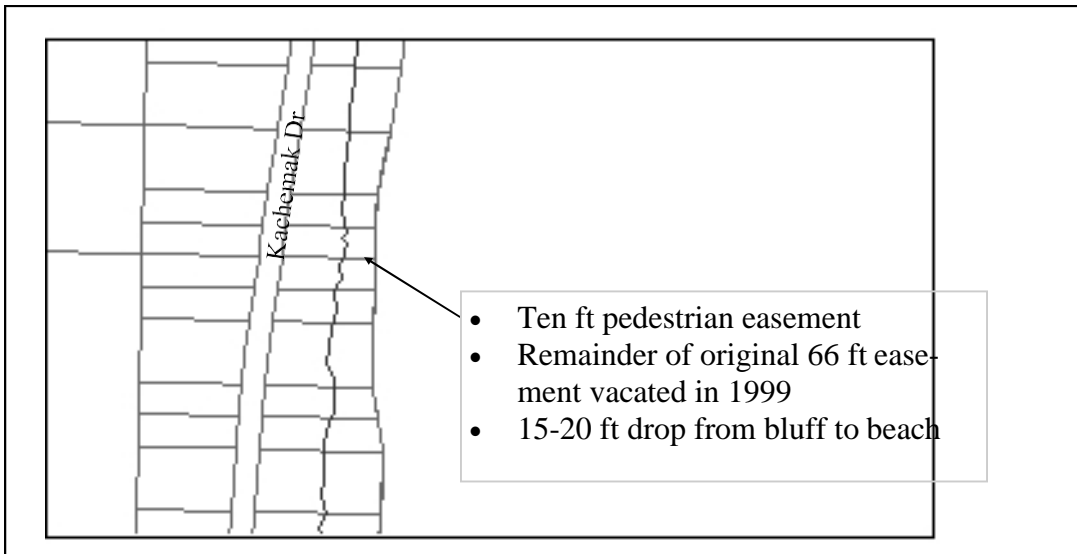 Kachemak Dr
• Ten ft pedestrian easement
• Remainder of original 66 ft ease-
ment vacated in 1999
• 15-20 ft drop from bluff to beach